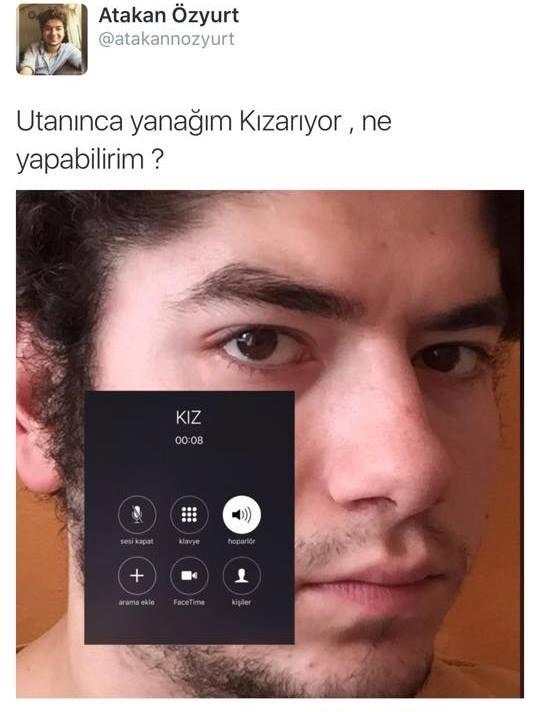 Atakan Özyurt
@atakannozyurt
Utanınca yanağım Kızarıyor , ne
yapabilirim ?
KIZ
00:08
sesi kapat klavye hoparlör
arama ekle FaceTime kişiler